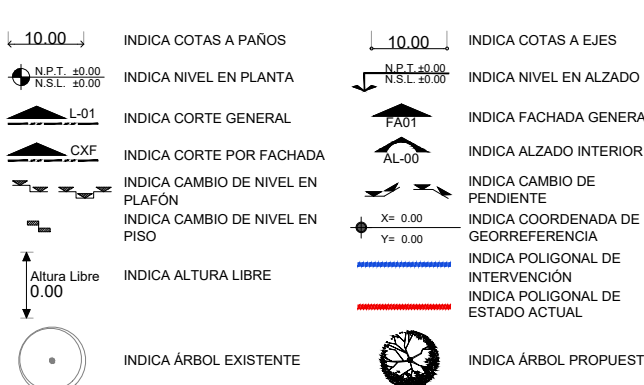 10.00 INDICA COTAS A PAÑOS
N.P.T. ±0.00
N.S.L. ±0.00
INDICA NIVEL EN PLANTA
L-01 INDICA CORTE GENERAL
CXF INDICA CORTE POR FACHADA
INDICA CAMBIO DE NIVEL EN
PLAFÓN
INDICA CAMBIO DE NIVEL EN
PISO
Altura Libre
0.00
INDICA ALTURA LIBRE
INDICA ÁRBOL EXISTENTE
10.00 INDICA COTAS A EJES
N.P.T. ±0.00
N.S.L. ±0.00
INDICA NIVEL EN ALZADO
FA01
INDICA FACHADA GENERA
AL-00
INDICA ALZADO INTERIOR
INDICA CAMBIO DE
PENDIENTE
X= 0.00
Y= 0.00
INDICA COORDENADA DE
GEORREFERENCIA
INDICA POLIGONAL DE
INTERVENCIÓN
INDICA POLIGONAL DE
ESTADO ACTUAL
INDICA ÁRBOL PROPUEST